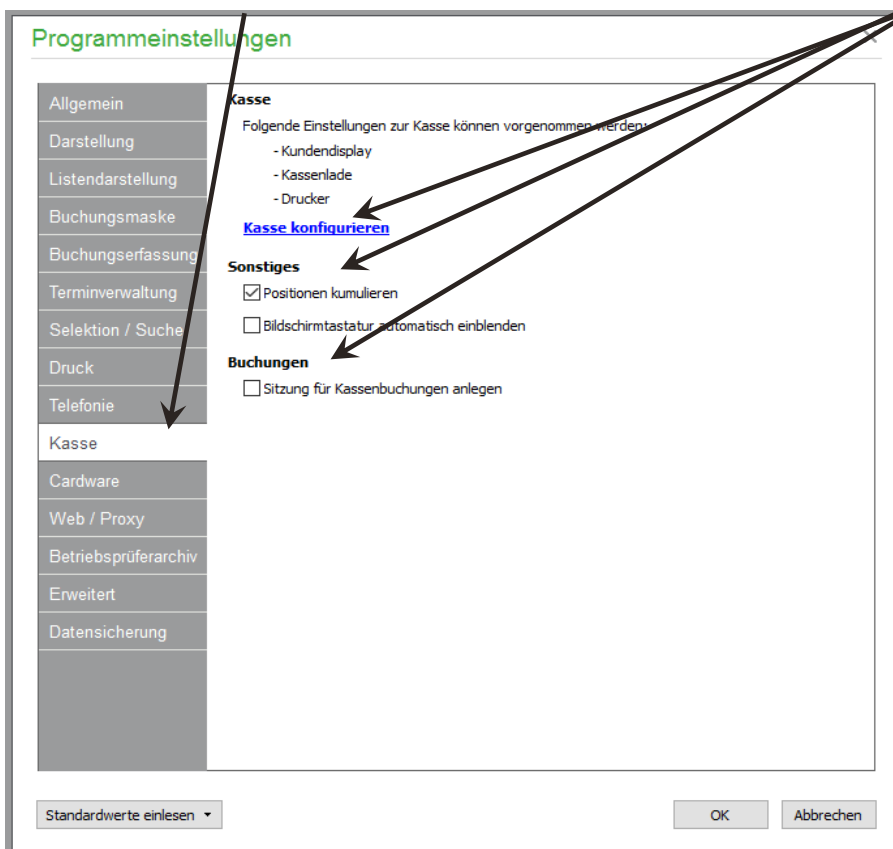 Programmeinstellungen
Allgemein
Darstellung
Listendarstellung
Buchungsmaske
Buchungserfassung
Terminverwaltung
Selektion / Suche
Druck
Telefonie
Kasse
Cardware
Web / Proxy
Betriebsprüferarchiv
Erweitert
Datensicherung
Kasse
Folgende Einstellungen zur Kasse können vorgenommen werden:
- Kundendisplay
- Kassenlade
- Drucker
Kasse konfigurieren
Sonstiges
Positionen kumulieren
Bildschirmtastatur automatisch einblenden
Buchungen
Sitzung für Kassenbuchungen anlegen
Standardwerte einlesen
OK
Abbrechen